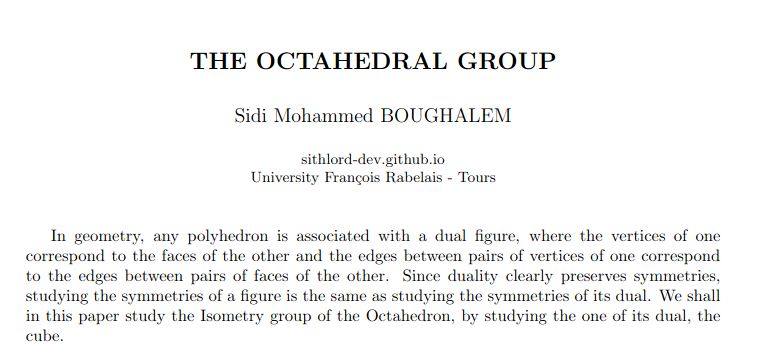 THE OCTAHEDRAL GROUP
Sidi Mohammed BOUGHALEM
sithlord-dev.github.io
University François Rabelais - Tours
In geometry, any polyhedron is associated with a dual figure, where the vertices of one
correspond to the faces of the other and the edges between pairs of vertices of one correspond
to the edges between pairs of faces of the other. Since duality clearly preserves symmetries,
studying the symmetries of a figure is the same as studying the symmetries of its dual. We shall
in this paper study the Isometry group of the Octahedron, by studying the one of its dual, the
cube.